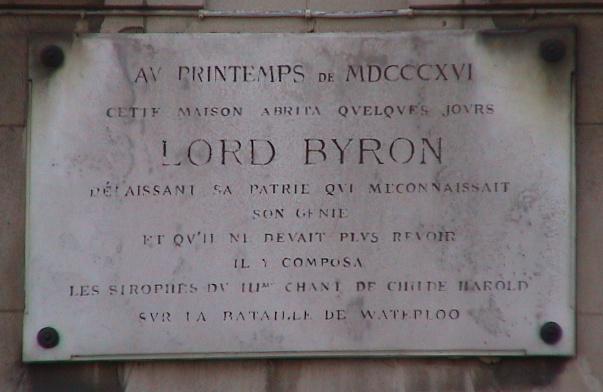 AV PRINTEMPS DE MDCCCXVI
CETTE MAISON ABRITA QVELQVES JOVRS
LORD BYRON
DÉLAISSANT SA PATRIE QVI MECONNAISSAIT
SON GENIE
ET QV'IL NE DEVAIT PLVS REVOIR
IL Y COMPOSA
LES STROPHES DV IIIME CHANT DE CHILDE HAROLD
SVR LA BATAILLE DE WATERLOO